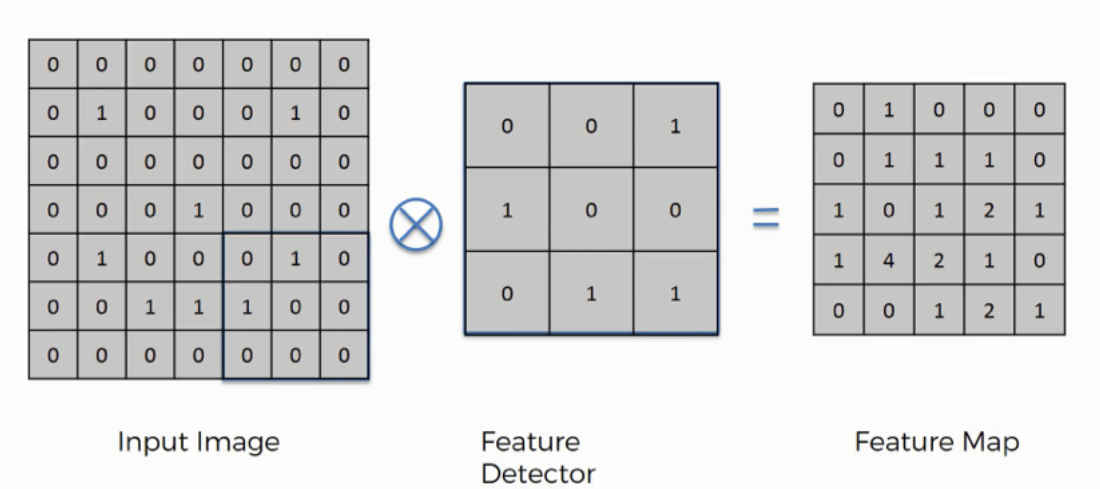 0 0 0 0 0 0 0
0 1 0 0 0 1 0
0 0 0 0 0 0 0
0 0 0 1 0 0 0
0 1 0 0 0 1 0
0 0 1 1 1 0 0
0 0 0 0 0 0 0
0 0 1
1 0 0
0 1 1
=
0 1 0 0 0
0 1 1 1 0
1 0 1 2 1
1 4 2 1 0
0 0 1 2 1
Input Image
Feature
Detector
Feature Map